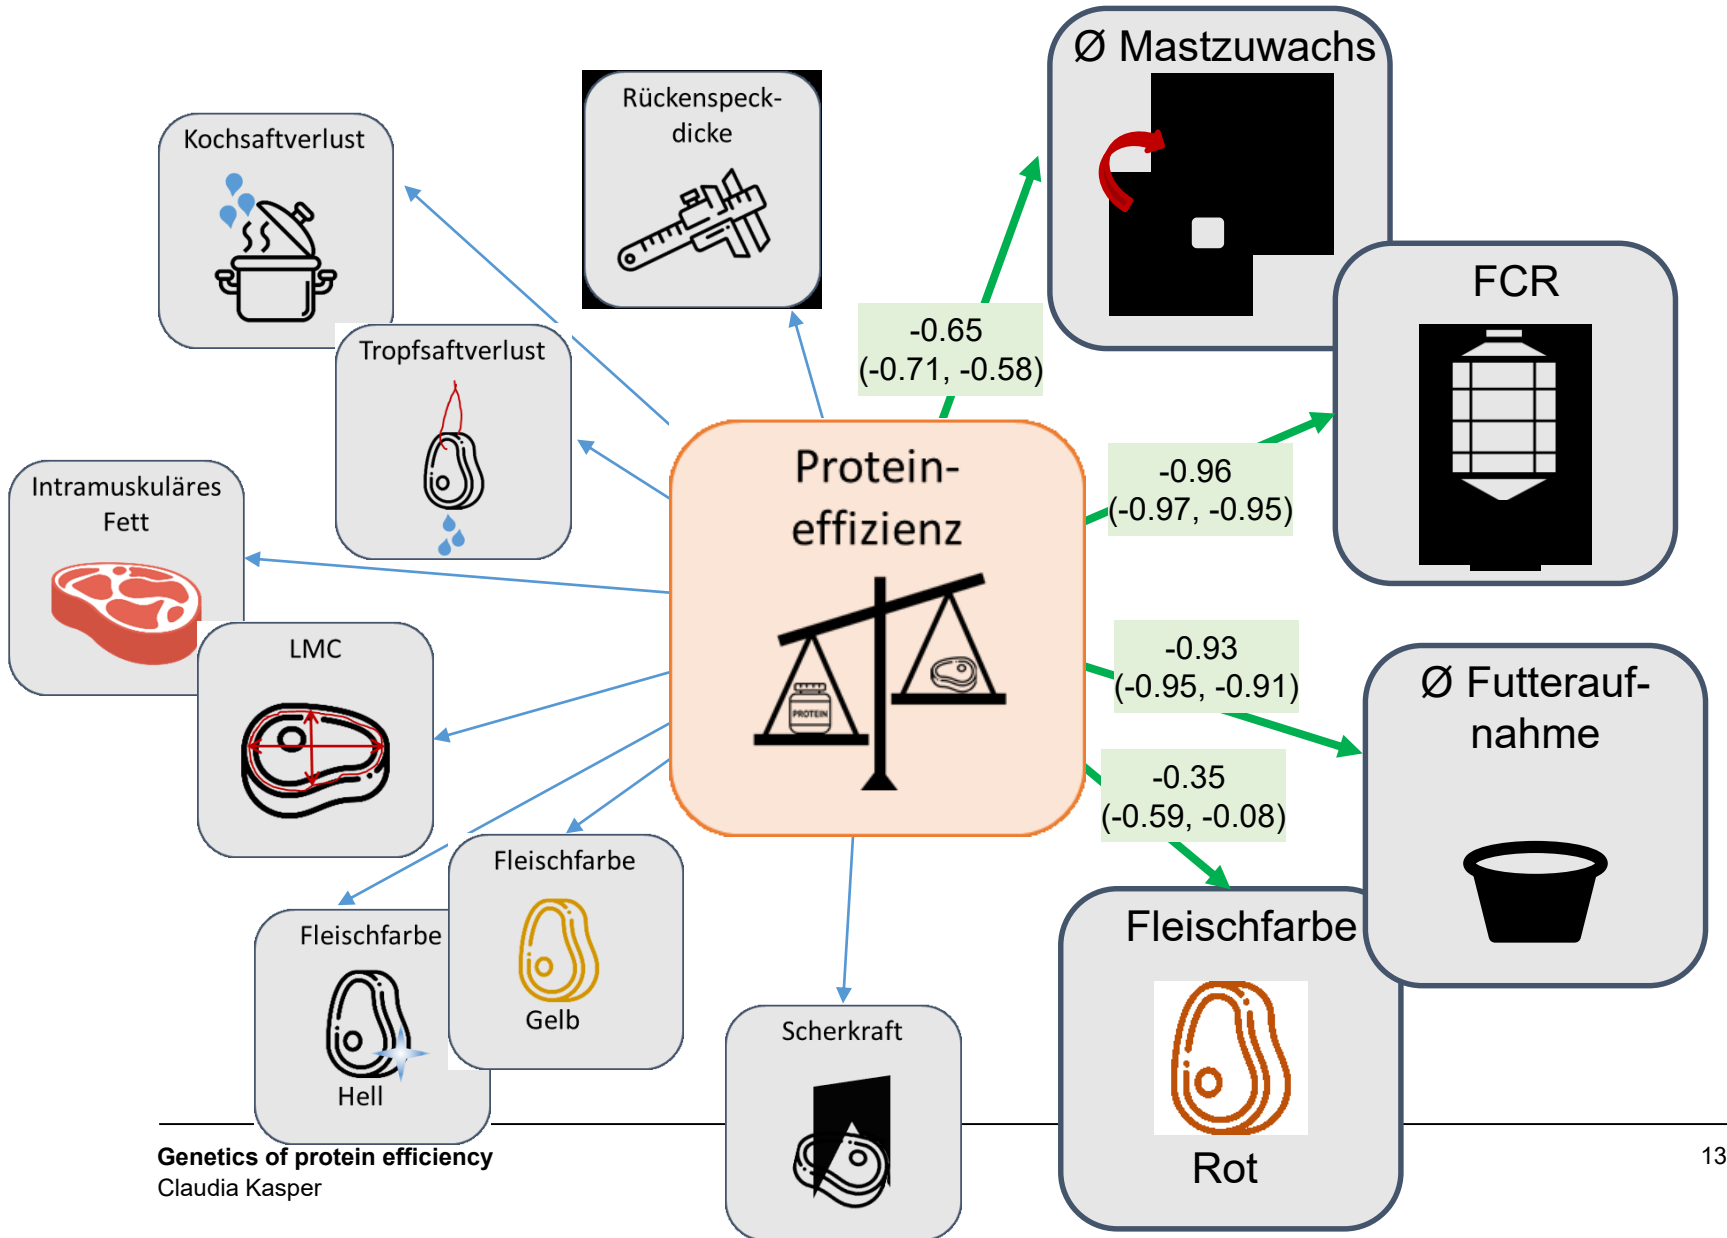 Ø Mastzuwachs
Rückenspeck-
dicke
Kochsaftverlust
FCR
-0.65
(-0.71, -0.58)
Tropfsaftverlust
Protein-
effizienz
-0.96
(-0.97, -0.95)
Intramuskuläres
Fett
LMC
-0.93
(-0.95, -0.91)
Ø Futterauf-
nahme
PROTEIN
-0.35
(-0.59, -0.08)
Fleischfarbe
Gelb
Fleischfarbe
Hell
Fleischfarbe
Rot
Scherkraft
Genetics of protein efficiency
Claudia Kasper
13